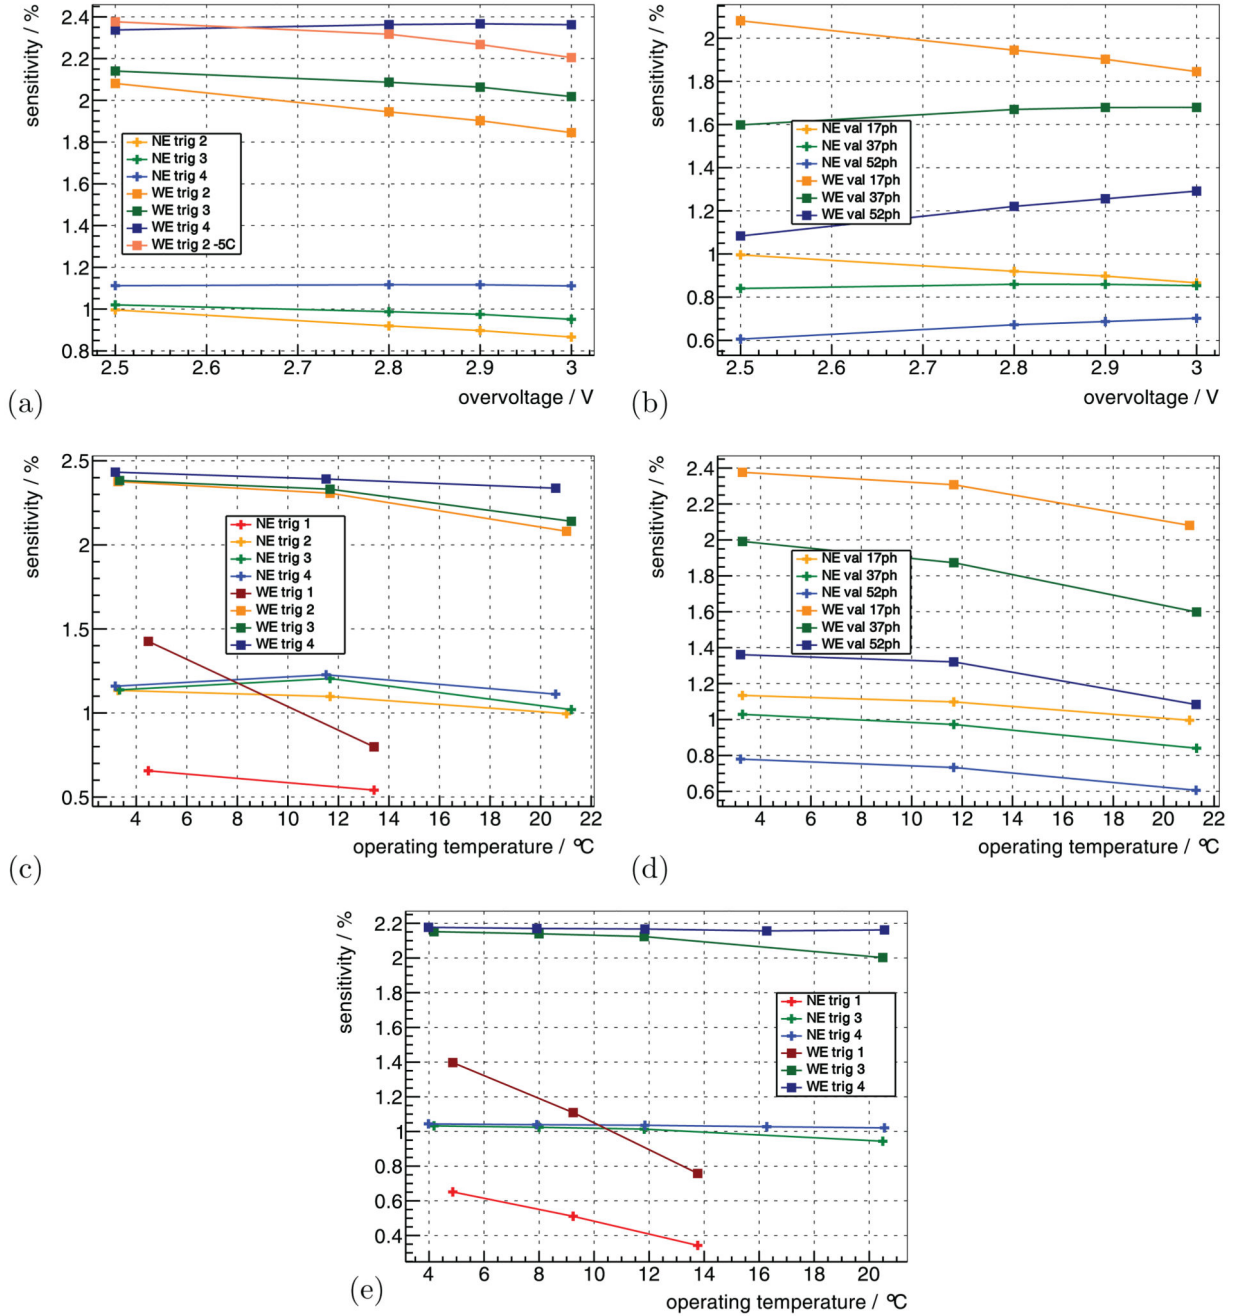 sensitivity / %
2.4
2.2
2
1.8
1.6
1.4
1.2
1
0.8
NE trig 2
NE trig 3
NE trig 4
WE trig 2
WE trig 3
WE trig 4
WE trig 2 -5C
2.5 2.6 2.7 2.8 2.9 3
overvoltage / V
(a)
sensitivity / %
2
1.8
1.6
1.4
1.2
1
0.8
0.6
NE val 17ph
NE val 37ph
NE val 52ph
WE val 17ph
WE val 37ph
WE val 52ph
2.5 2.6 2.7 2.8 2.9 3
overvoltage / V
(b)
sensitivity / %
2.5
2
1.5
1
0.5
NE trig 1
NE trig 2
NE trig 3
NE trig 4
WE trig 1
WE trig 2
WE trig 3
WE trig 4
4 6 8 10 12 14 16 18 20 22
operating temperature / ºC
(c)
sensitivity / %
2.4
2.2
2
1.8
1.6
1.4
1.2
1
0.8
0.6
NE val 17ph
NE val 37ph
NE val 52ph
WE val 17ph
WE val 37ph
WE val 52ph
4 6 8 10 12 14 16 18 20 22
operating temperature / ºC
(d)
sensitivity / %
2.2
2
1.8
1.6
1.4
1.2
1
0.8
0.6
0.4
NE trig 1
NE trig 3
NE trig 4
WE trig 1
WE trig 3
WE trig 4
4 6 8 10 12 14 16 18 20
operating temperature / ºC
(e)